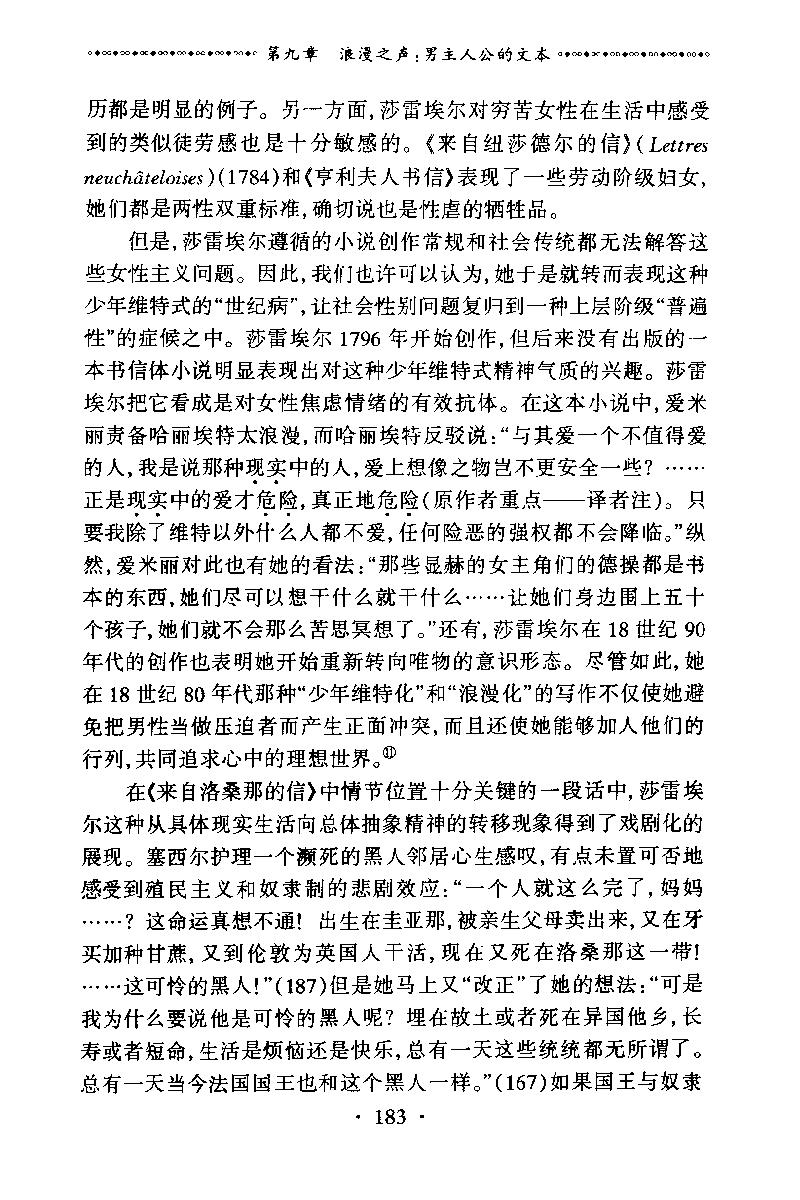 第九章 浪漫之声:男主人公的文本
历都是明显的例子。另一方面,莎雷埃尔对穷苦女性在生活中感受
到的类似徒劳感也是十分敏感的。《来自纽莎德尔的信》(Lettres
neuchâteloises)(1784)和《亨利夫人书信》表现了一些劳动阶级妇女,
她们都是两性双重标准,确切说也是性虐的牺牲品。
但是,莎雷埃尔遵循的小说创作常规和社会传统都无法解答这
些女性主义问题。因此,我们也许可以认为,她于是就转而表现这种
少年维特式的“世纪病”,让社会性别问题复归到一种上层阶级“普遍
性”的症候之中。莎雷埃尔 1796 年开始创作,但后来没有出版的一
本书信体小说明显表现出对这种少年维特式精神气质的兴趣。莎雷
埃尔把它看成是对女性焦虑情绪的有效抗体。在这本小说中,爱米
丽责备哈丽埃特太浪漫,而哈丽埃特反驳说:“与其爱一个不值得爱
的人,我是说那种现实中的人,爱上想像之物岂不更安全一些?……
正是现实中的爱才危险,真正地危险(原作者重点——译者注)。只
要我除了维特以外什么人都不爱,任何险恶的强权都不会降临。”纵
然,爱米丽对此也有她的看法:“那些显赫的女主角们的德操都是书
本的东西,她们尽可以想干什么就干什么……让她们身边围上五十
个孩子,她们就不会那么苦思冥想了。”还有,莎雷埃尔在 18 世纪 90
年代的创作也表明她开始重新转向唯物的意识形态。尽管如此,她
在 18 世纪 80 年代那种“少年维特化”和“浪漫化”的写作不仅使她避
免把男性当做压迫者而产生正面冲突,而且还使她能够加人他们的
行列,共同追求心中的理想世界。㉛
在《来自洛桑那的信》中情节位置十分关键的一段话中,莎雷埃
尔这种从具体现实生活向总体抽象精神的转移现象得到了戏剧化的
展现。塞西尔护理一个濒死的黑人邻居心生感叹,有点未置可否地
感受到殖民主义和奴隶制的悲剧效应:“一个人就这么完了,妈妈
……?这命运真想不通!出生在圭亚那,被亲生父母卖出来,又在牙
买加种甘蔗,又到伦敦为英国人干活,现在又死在洛桑那这一带!
……这可怜的黑人!”(187)但是她马上又“改正”了她的想法:“可是
我为什么要说他是可怜的黑人呢?埋在故土或者死在异国他乡,长
寿或者短命,生活是烦恼还是快乐,总有一天这些统统都无所谓了。
总有一天当今法国国王也和这个黑人一样。”(167)如果国王与奴隶
· 183 ·